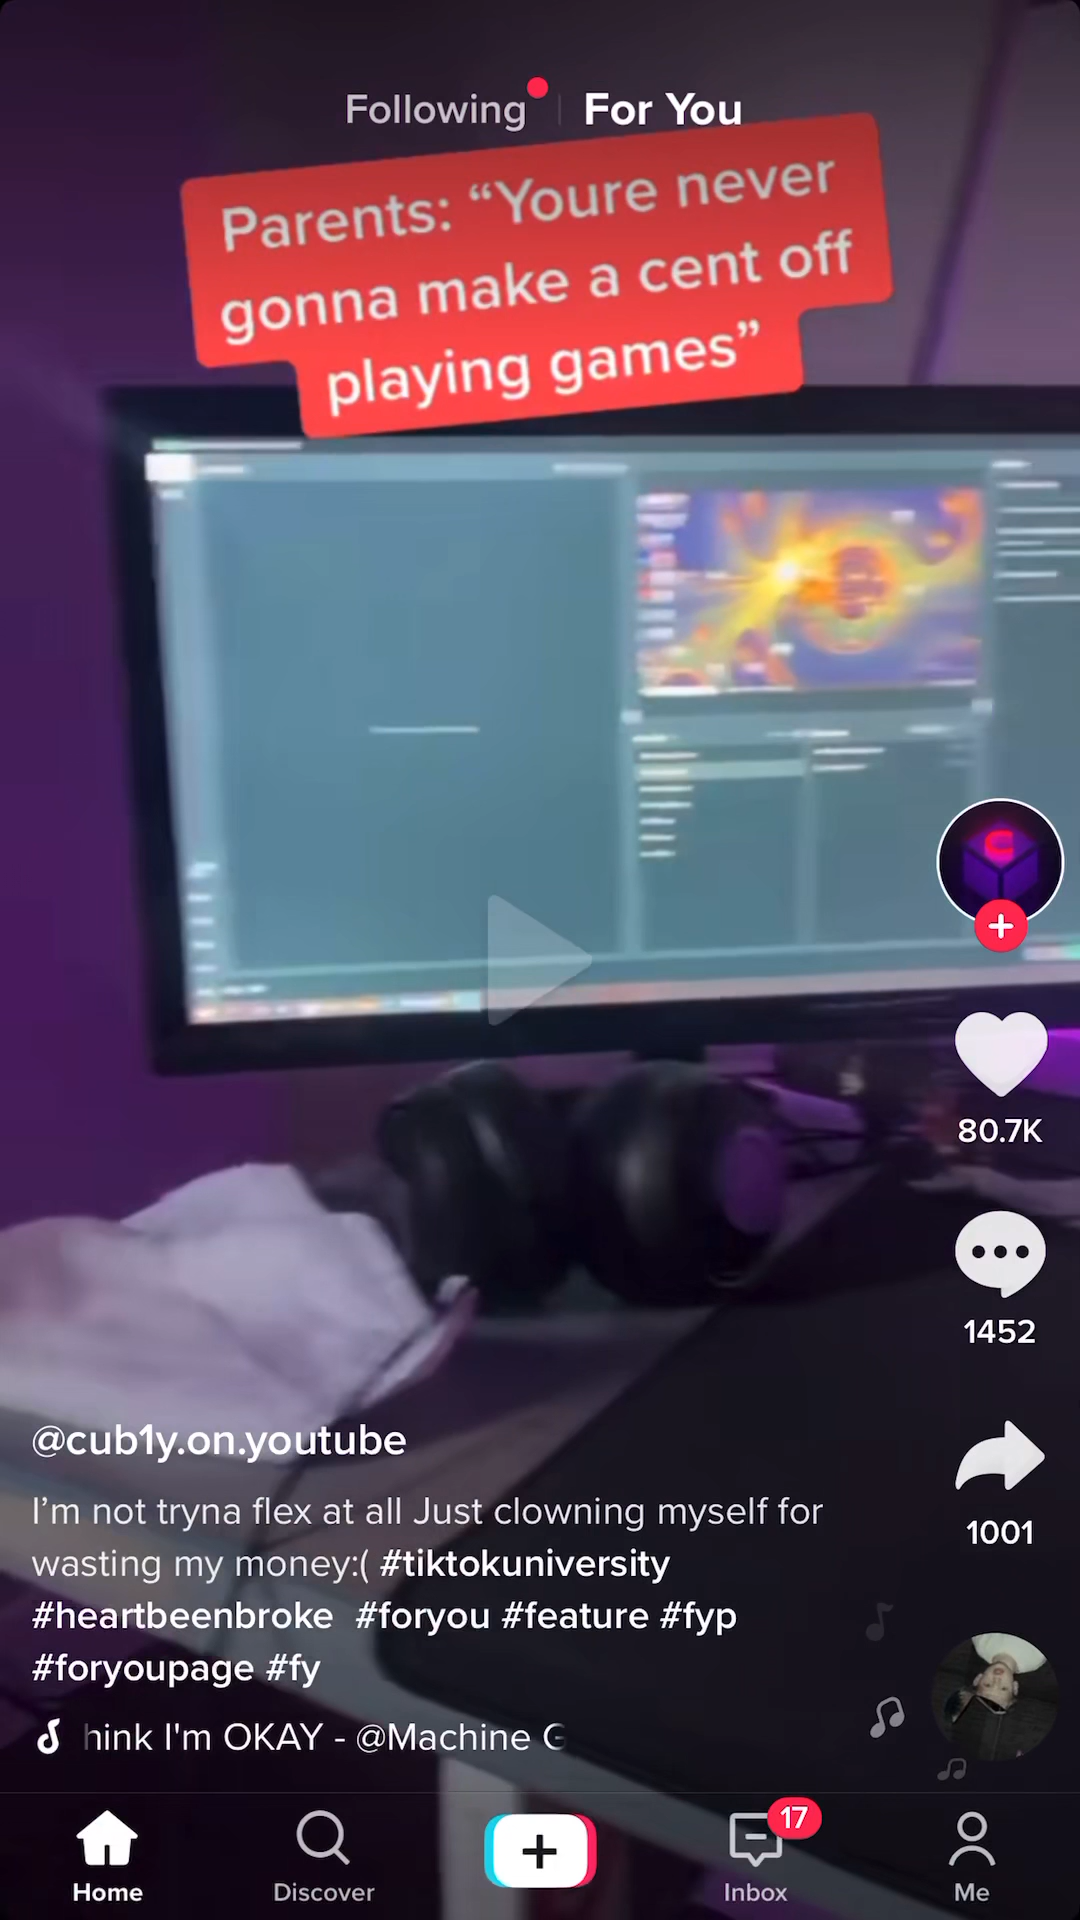 Following
For You
Parents: “Youre never
gonna make a cent off
playing games”
80.7K
1452
1001
@cub1y.on.youtube
I’m not tryna flex at all Just clowning myself for
wasting my money:( #tiktokuniversity
#heartbeenbroke #foryou #feature #fyp
#foryoupage #fy
hink I'm OKAY - @Machine G
Home
Discover
17
Inbox
Me